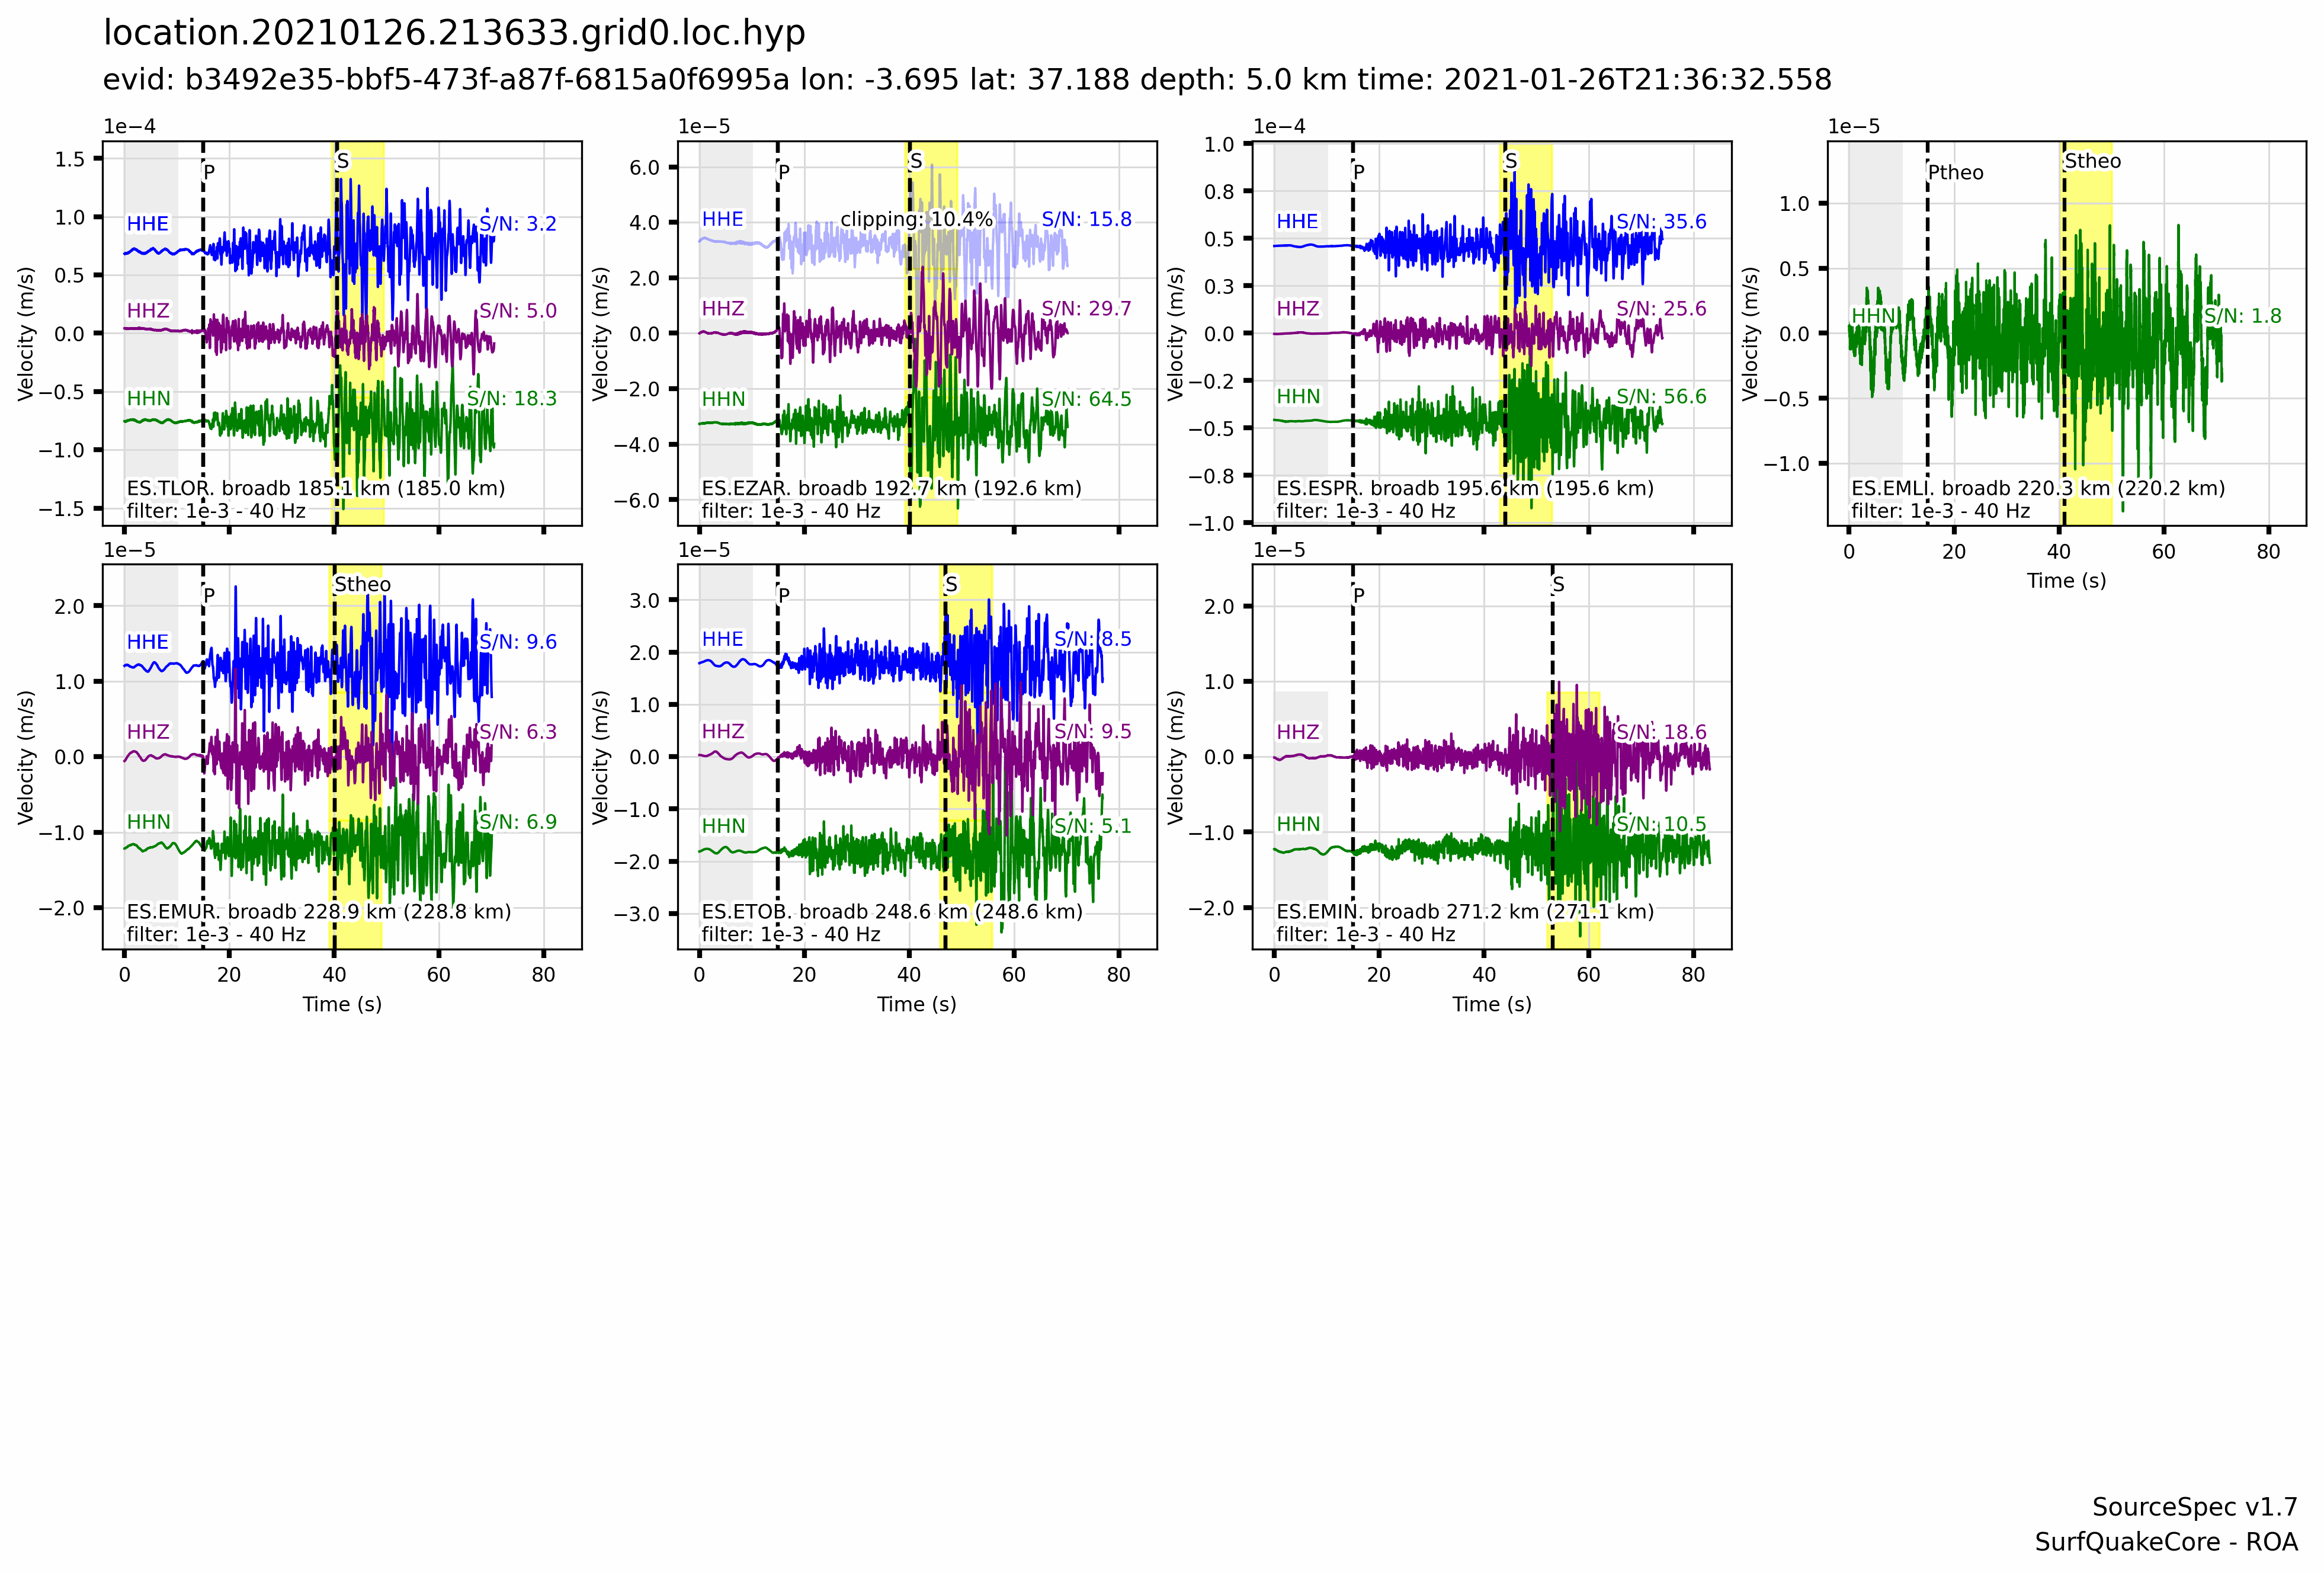 location.20210126.213633.grid0.loc.hyp
evid: b3492e35-bbf5-473f-a87f-6815a0f6995a lon: -3.695 lat: 37.188 depth: 5.0 km time: 2021-01-26T21:36:32.558
1e−4
Velocity (m/s)
1.5
1.0
0.5
0.0
−0.5
−1.0
−1.5
P
S
HHE
S/N: 3.2
HHZ
S/N: 5.0
HHN
S/N: 18.3
ES.TLOR. broadb 185.1 km (185.0 km)
filter: 1e-3 - 40 Hz
1e−5
Velocity (m/s)
6.0
4.0
2.0
0.0
−2.0
−4.0
−6.0
P
S
HHE
clipping: 10.4%
S/N: 15.8
HHZ
S/N: 29.7
HHN
S/N: 64.5
ES.EZAR. broadb 192.7 km (192.6 km)
filter: 1e-3 - 40 Hz
1e−4
Velocity (m/s)
1.0
0.8
0.5
0.3
0.0
−0.2
−0.5
−0.8
−1.0
P
S
HHE
S/N: 35.6
HHZ
S/N: 25.6
HHN
S/N: 56.6
ES.ESPR. broadb 195.6 km (195.6 km)
filter: 1e-3 - 40 Hz
1e−5
Velocity (m/s)
1.0
0.5
0.0
−0.5
−1.0
Ptheo
Stheo
HHN
S/N: 1.8
ES.EMLI. broadb 220.3 km (220.2 km)
filter: 1e-3 - 40 Hz
0 20 40 60 80
Time (s)
1e−5
Velocity (m/s)
2.0
1.0
0.0
−1.0
−2.0
P
Stheo
HHE
S/N: 9.6
HHZ
S/N: 6.3
HHN
S/N: 6.9
ES.EMUR. broadb 228.9 km (228.8 km)
filter: 1e-3 - 40 Hz
0 20 40 60 80
Time (s)
1e−5
Velocity (m/s)
3.0
2.0
1.0
0.0
−1.0
−2.0
−3.0
P
S
HHE
S/N: 8.5
HHZ
S/N: 9.5
HHN
S/N: 5.1
ES.ETOB. broadb 248.6 km (248.6 km)
filter: 1e-3 - 40 Hz
0 20 40 60 80
Time (s)
1e−5
Velocity (m/s)
2.0
1.0
0.0
−1.0
−2.0
P
S
HHZ
S/N: 18.6
HHN
S/N: 10.5
ES.EMIN. broadb 271.2 km (271.1 km)
filter: 1e-3 - 40 Hz
0 20 40 60 80
Time (s)
SourceSpec v1.7
SurfQuakeCore - ROA